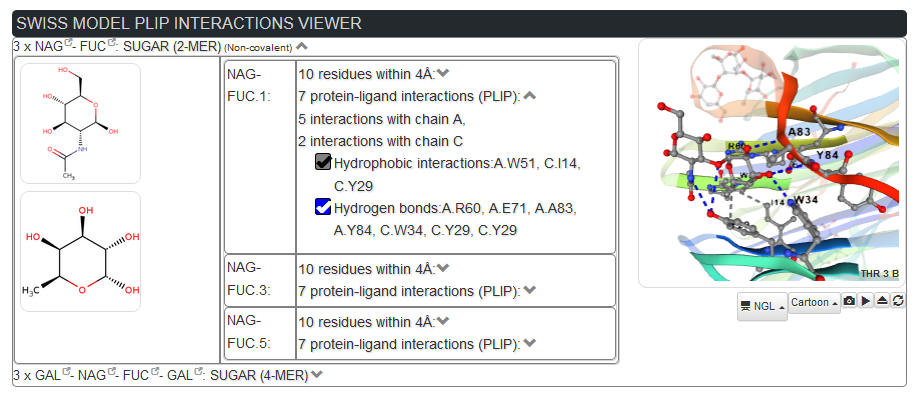 SWISS MODEL PLIP INTERACTIONS VIEWER
3 x NAG - FUC : SUGAR (2-MER) (Non-covalent)
HO
HO
O
HO
OH
NH
O
CH3
OH
HO
OH
H3C
O
OH
NAG-
FUC.1:
10 residues within 4Å:
7 protein-ligand interactions (PLIP):
5 interactions with chain A,
2 interactions with chain C
Hydrophobic interactions:A.W51, C.I14,
C.Y29
Hydrogen bonds:A.R60, A.E71, A.A83,
A.Y84, C.W34, C.Y29, C.Y29
NAG-
FUC.3:
10 residues within 4Å:
7 protein-ligand interactions (PLIP):
NAG-
FUC.5:
10 residues within 4Å:
7 protein-ligand interactions (PLIP):
A83
R60
Y84
I14
W34
THR 3 B
NGL
Cartoon
3 x GAL - NAG - FUC - GAL : SUGAR (4-MER)